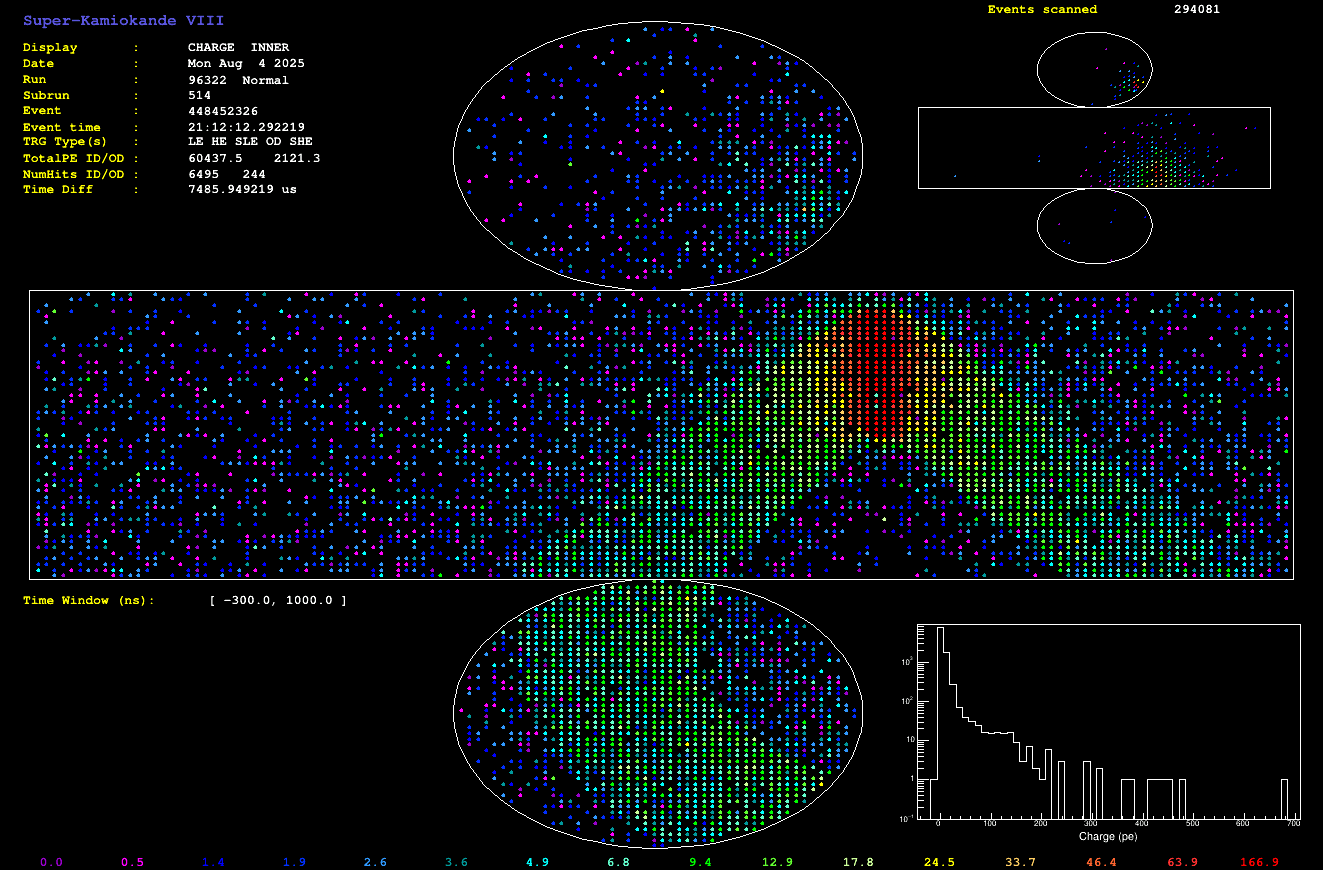 Super-Kamiokande VIII
Display : CHARGE INNER
Date : Mon Aug 4 2025
Run : 96322 Normal
Subrun : 514
Event : 448452326
Event time : 21:12:12.292219
TRG Type(s) : LE HE SLE OD SHE
TotalPE ID/OD : 60437.5 2121.3
NumHits ID/OD : 6495 244
Time Diff : 7485.949219 us
Events scanned 294081
Time Window (ns): [ -300.0, 1000.0 ]
10³
10²
10
1
10⁻¹
0 100 200 300 400 500 600 700
Charge (pe)
0.0 0.5 1.4 1.9 2.6 3.6 4.9 6.8 9.4 12.9 17.8 24.5 33.7 46.4 63.9 166.9